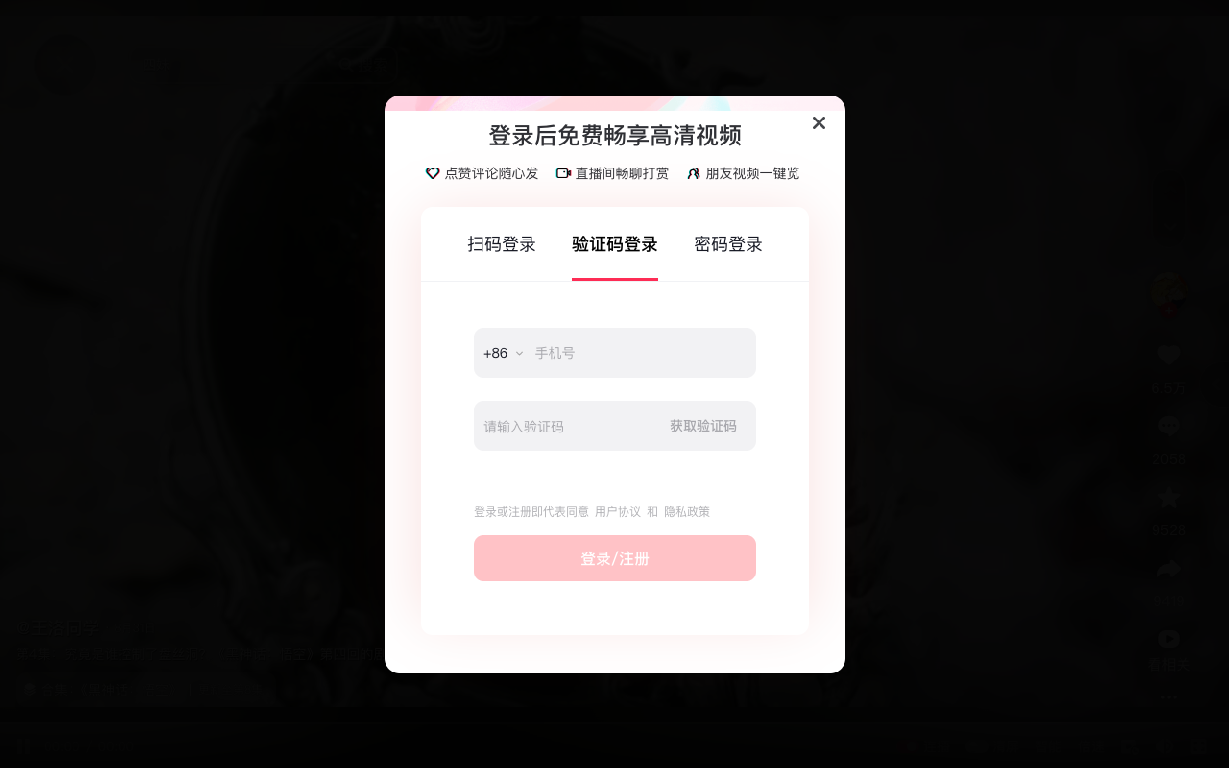 登录后免费畅享高清视频
点赞评论随心发 直播间畅聊打赏 朋友视频一键览
扫码登录 验证码登录 密码登录
+86 手机号
请输入验证码 获取验证码
登录或注册即代表同意 用户协议 和 隐私政策
登录/注册